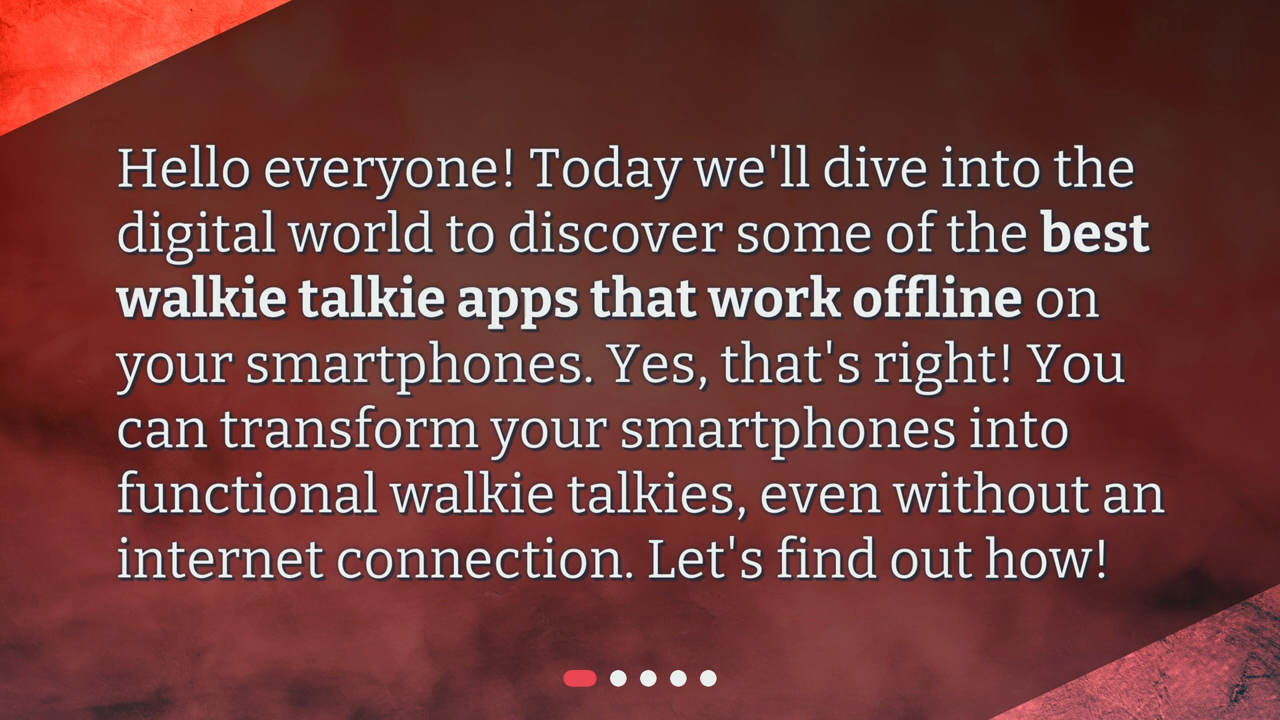 Hello everyone! Today we'll dive into the
digital world to discover some of the best
walkie talkie apps that work offline on
your smartphones. Yes, that's right! You
can transform your smartphones into
functional walkie talkies, even without an
internet connection. Let's find out how!